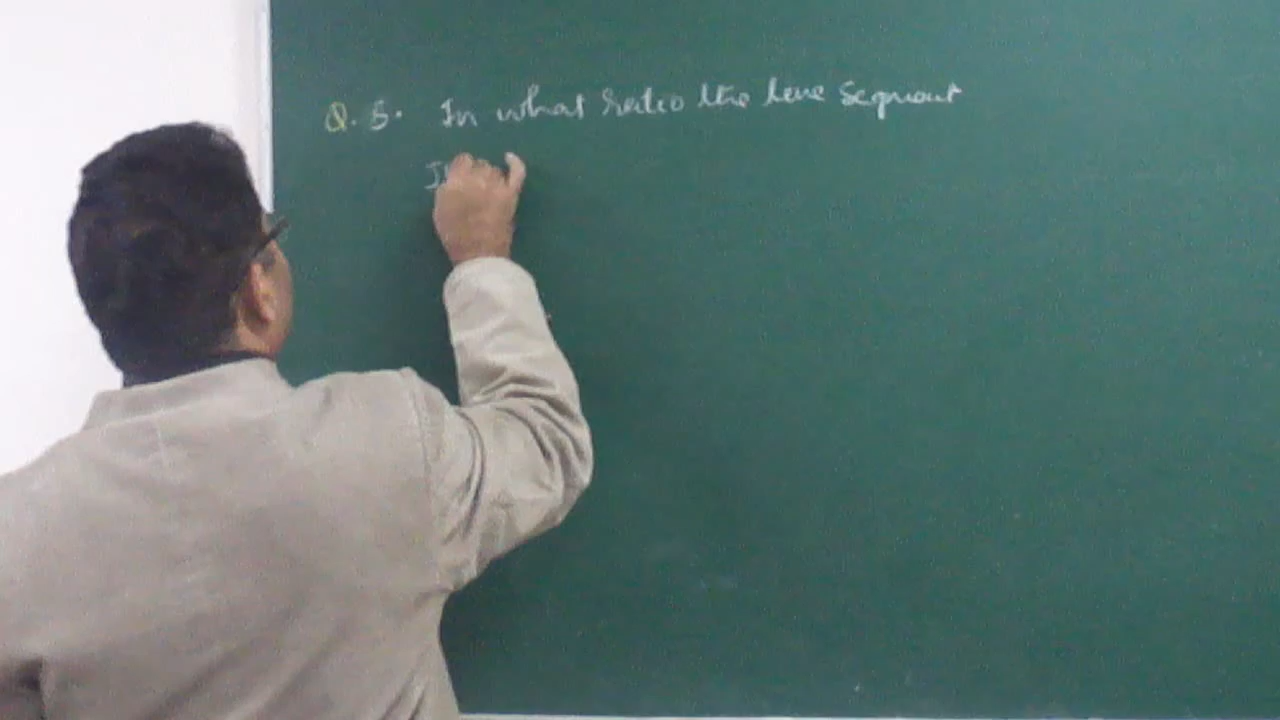 Q. 5. In what ratio the line segment